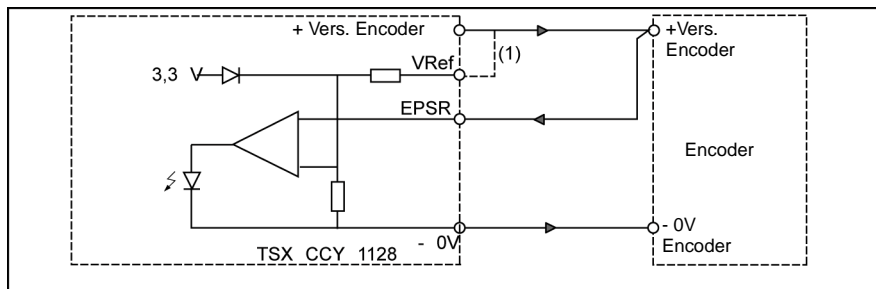 + Vers. Encoder
+Vers.
Encoder
(1)
VRef
3,3 V
EPSR
Encoder
- 0V
- 0V
Encoder
TSX CCY 1128